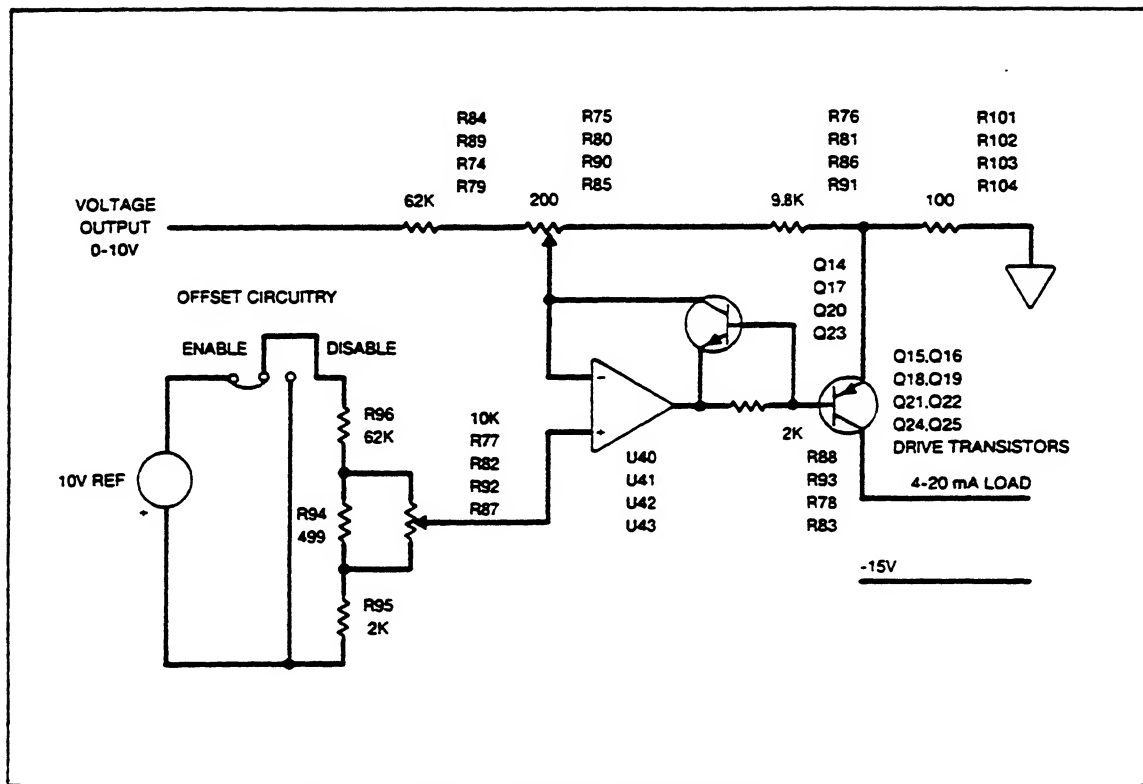 R84
R89
R74
R79
R75
R80
R90
R85
R76
R81
R86
R91
R101
R102
R103
R104
62K
200
9.8K
100
VOLTAGE
OUTPUT
0-10V
Q14
Q17
Q20
Q23
OFFSET CIRCUITRY
ENABLE
DISABLE
Q15,Q16
Q18,Q19
Q21,Q22
Q24,Q25
DRIVE TRANSISTORS
R96
62K
10K
R77
R82
R92
R87
-
+
2K
R88
R93
R78
R83
U40
U41
U42
U43
4-20 mA LOAD
10V REF
+
R94
499
-15V
R95
2K